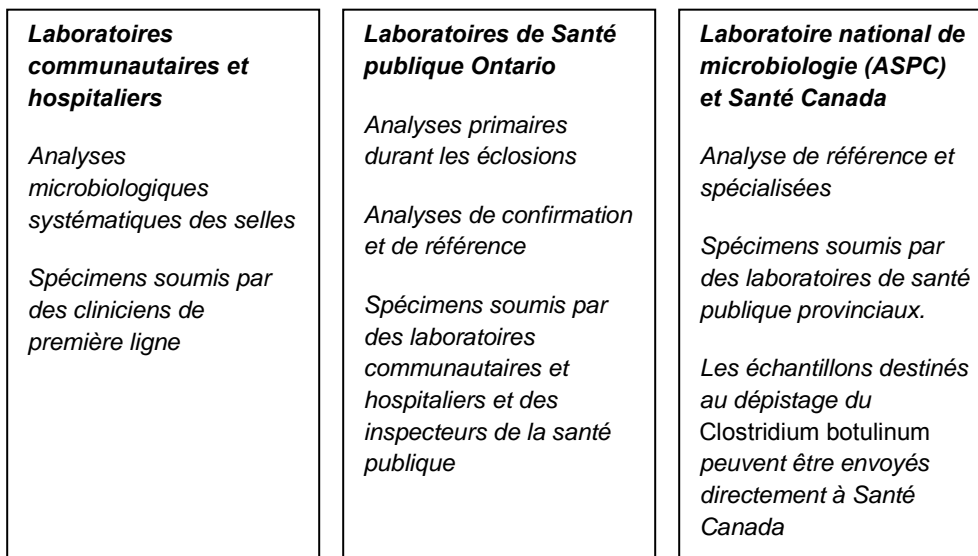 Laboratoires
communautaires et
hospitaliers
Analyses
microbiologiques
systématiques des selles
Spécimens soumis par
des cliniciens de
première ligne
Laboratoires de Santé
publique Ontario
Analyses primaires
durant les éclosions
Analyses de confirmation
et de référence
Spécimens soumis par
des laboratoires
communautaires et
hospitaliers et des
inspecteurs de la santé
publique
Laboratoire national de
microbiologie (ASPC)
et Santé Canada
Analyse de référence et
spécialisées
Spécimens soumis par
des laboratoires de santé
publique provinciaux.
Les échantillons destinés
au dépistage du
Clostridium botulinum
peuvent être envoyés
directement à Santé
Canada